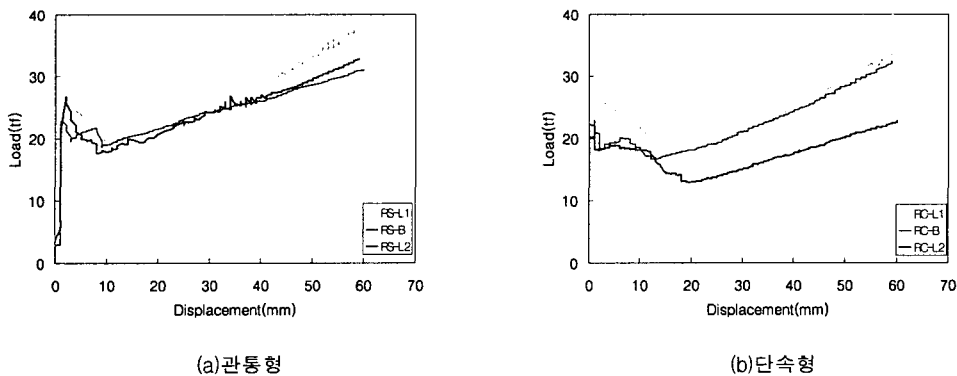 40
30
20
10
0
Load(tf)
0 10 20 30 40 50 60 70
Displacement(mm)
RS-L1
RS-B
RS-L2
(a)관통형
40
30
20
10
0
Load(tf)
0 10 20 30 40 50 60 70
Displacement(mm)
RC-L1
RC-B
RC-L2
(b)단속형